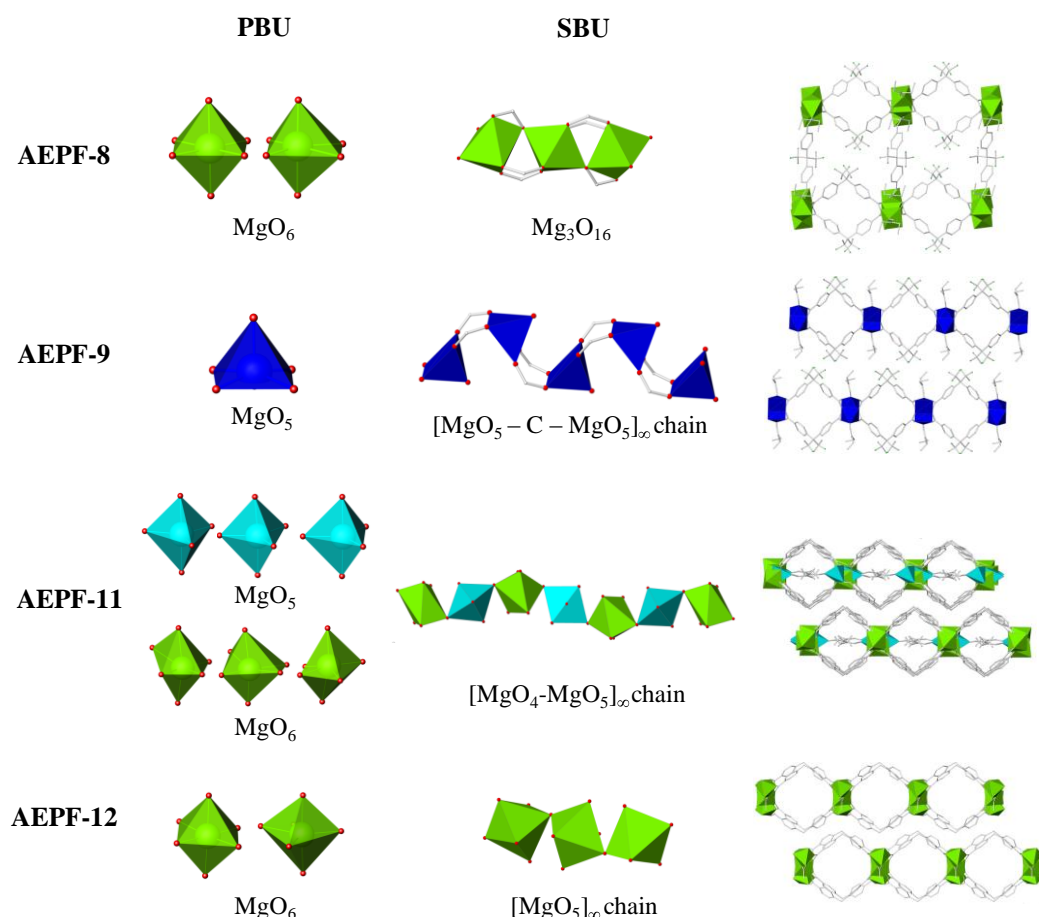 PBU SBU
AEPF-8
MgO₆ Mg₃O₁₆
AEPF-9
MgO₅ [MgO₅ – C – MgO₅]∞ chain
MgO₅
AEPF-11
[MgO₄-MgO₅]∞ chain
MgO₆
AEPF-12
MgO₆ [MgO₅]∞ chain